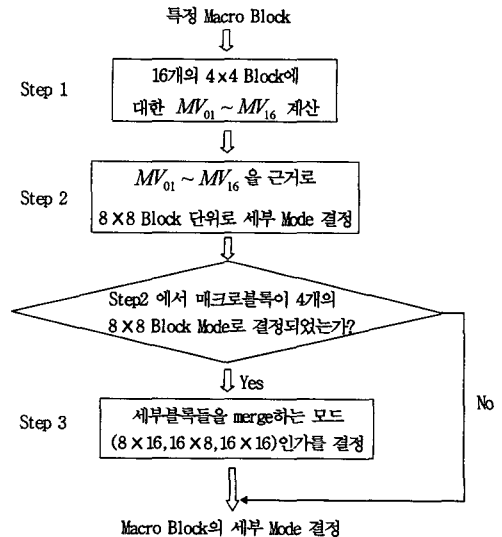 특정 Macro Block
Step 1
16개의 4×4 Block에
대한 MV01 ~ MV16 계산
Step 2
MV01 ~ MV16 을 근거로
8×8 Block 단위로 세부 Mode 결정
Step2 에서 매크로블록이 4개의
8×8 Block Mode로 결정되었는가?
Yes
No
Step 3
세부블록들을 merge하는 모드
(8×16,16×8,16×16)인가를 결정
Macro Block의 세부 Mode 결정